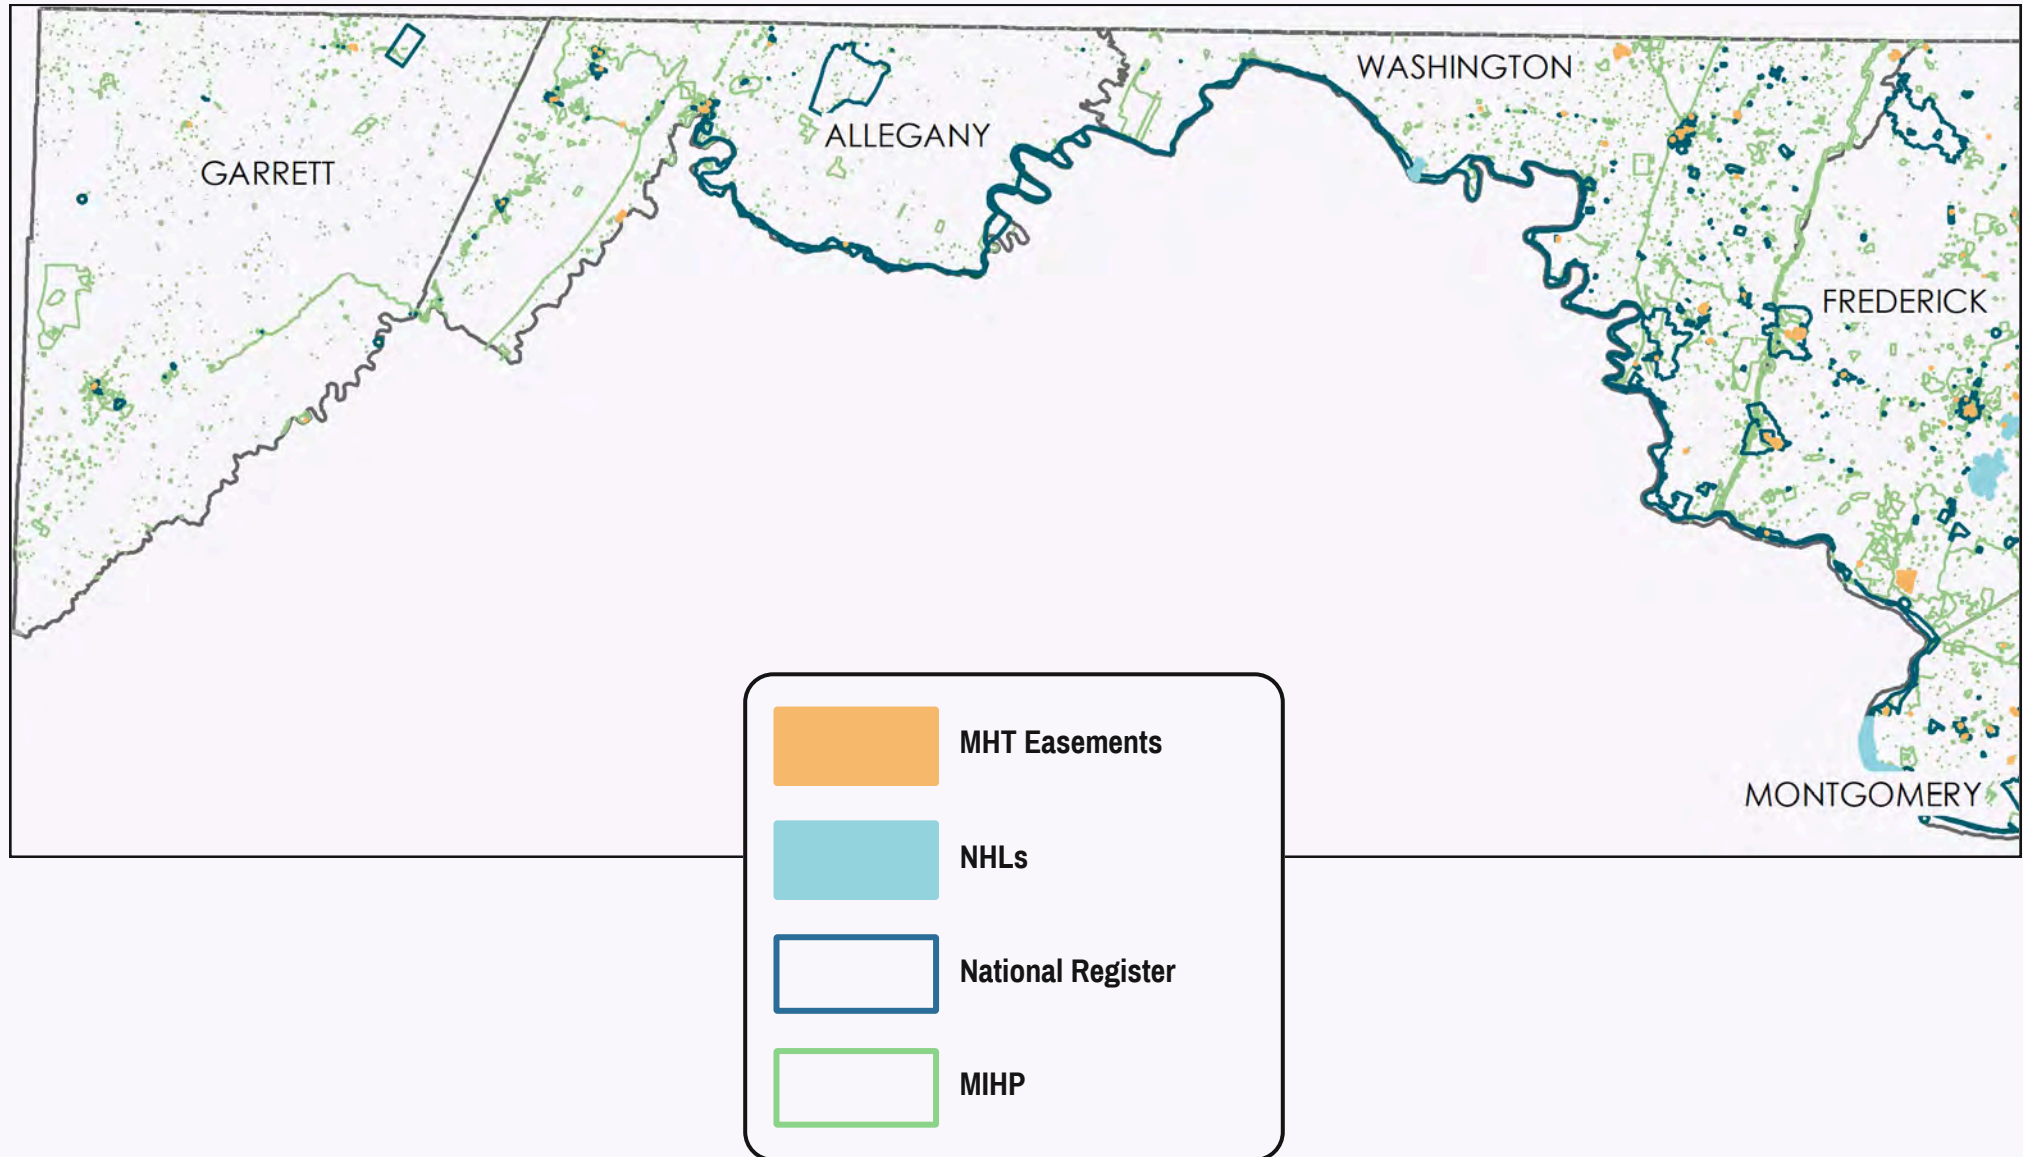 WASHINGTON
ALLEGANY
GARRETT
FREDERICK
MONTGOMERY
MHT Easements
NHLs
National Register
MIHP